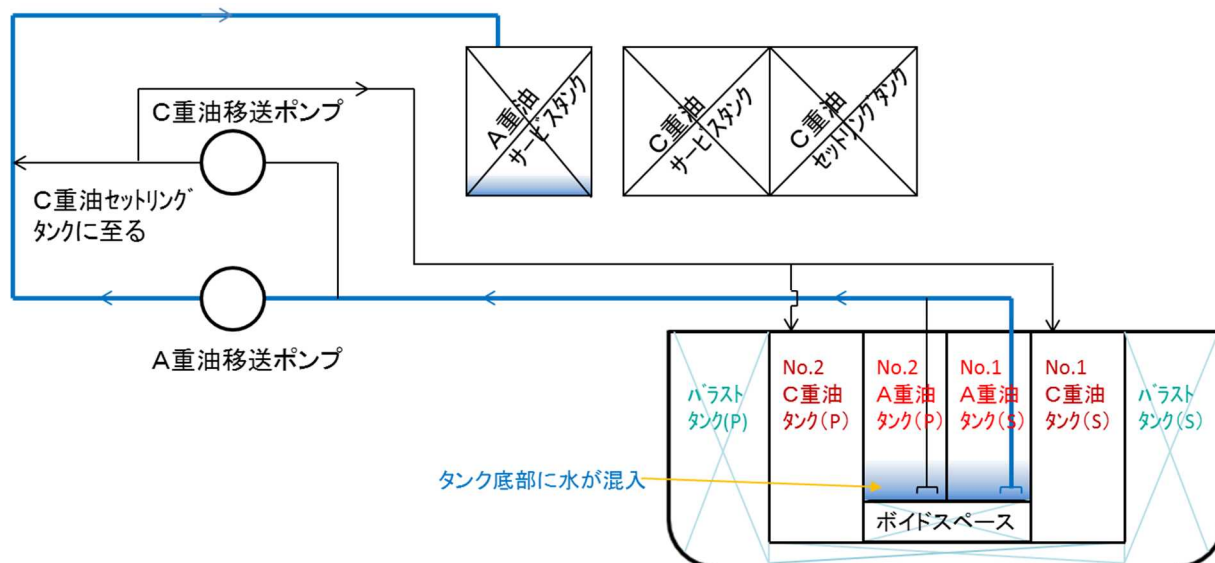 A重油
サービスタンク
C重油
サービスタンク
C重油
セットリングタンク
C重油移送ポンプ
C重油セットリング
タンクに至る
A重油移送ポンプ
バラスト
タンク(P)
No.2
C重油
タンク(P)
No.2
A重油
タンク(P)
No.1
A重油
タンク(S)
No.1
C重油
タンク(S)
バラスト
タンク(S)
タンク底部に水が混入
ボイドスペース